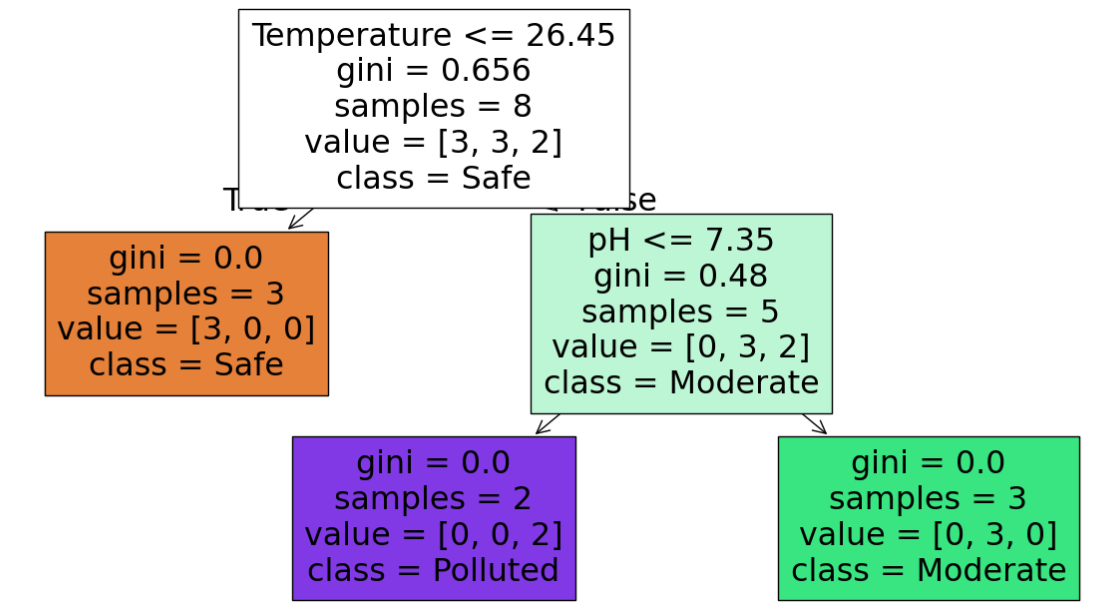 Temperature <= 26.45
gini = 0.656
samples = 8
value = [3, 3, 2]
class = Safe
gini = 0.0
samples = 3
value = [3, 0, 0]
class = Safe
pH <= 7.35
gini = 0.48
samples = 5
value = [0, 3, 2]
class = Moderate
gini = 0.0
samples = 2
value = [0, 0, 2]
class = Polluted
gini = 0.0
samples = 3
value = [0, 3, 0]
class = Moderate